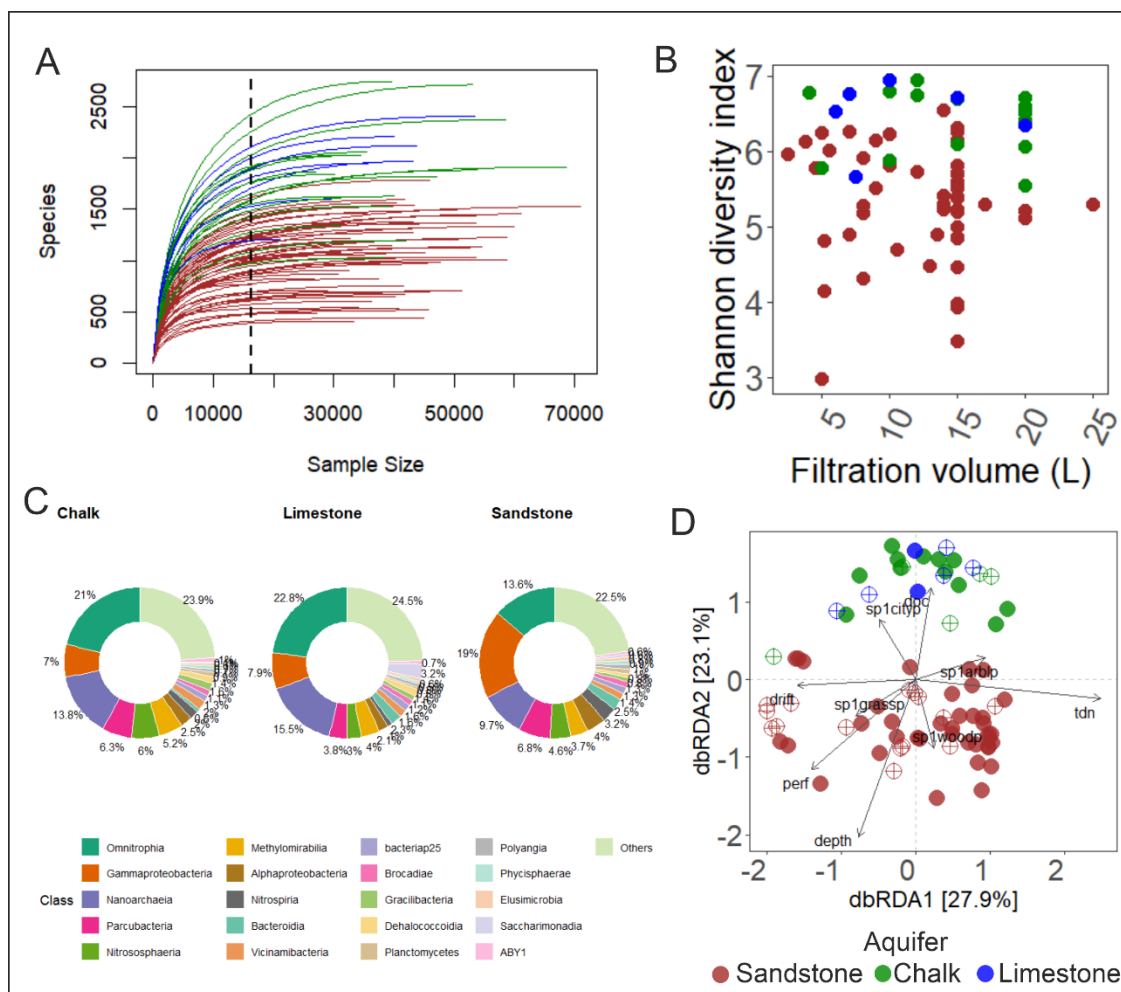 A
Species
500
1500
2500
0
10000
30000
50000
70000
Sample Size
B
Shannon diversity index
7
6
5
4
3
5
10
15
20
25
Filtration volume (L)
C
Chalk
Limestone
Sandstone
21%
23.9%
7%
13.8%
6.3%
6%
5.2%
2.5%
22.8%
24.5%
7.9%
15.5%
3.8%
3%
4%
2.1%
0.7%
3.2%
13.6%
22.5%
19%
9.7%
6.8%
4.6%
3.7%
4%
3.2%
2.5%
1.4%
Class
Omnitrophia
Methylomirabilia
bacteriap25
Polyangia
Others
Gammaproteobacteria
Alphaproteobacteria
Brocadiae
Phycisphaerae
Nanoarchaeia
Nitrospiria
Gracilibacteria
Elusimicrobia
Parcubacteria
Bacteroidia
Dehalococcoidia
Saccharimonadia
Nitrososphaeria
Vicinamibacteria
Planctomycetes
ABY1
D
dbRDA2 [23.1%]
1
0
-1
-2
sp1cityp
sp1arblp
drift
sp1grassp
tdn
sp1woodp
perf
depth
-2
-1
0
1
2
dbRDA1 [27.9%]
Aquifer
Sandstone
Chalk
Limestone